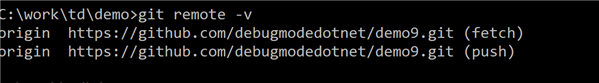 C:\work\td\demo>git remote -v
origin  https://github.com/debugmodedotnet/demo9.git (fetch)
origin  https://github.com/debugmodedotnet/demo9.git (push)